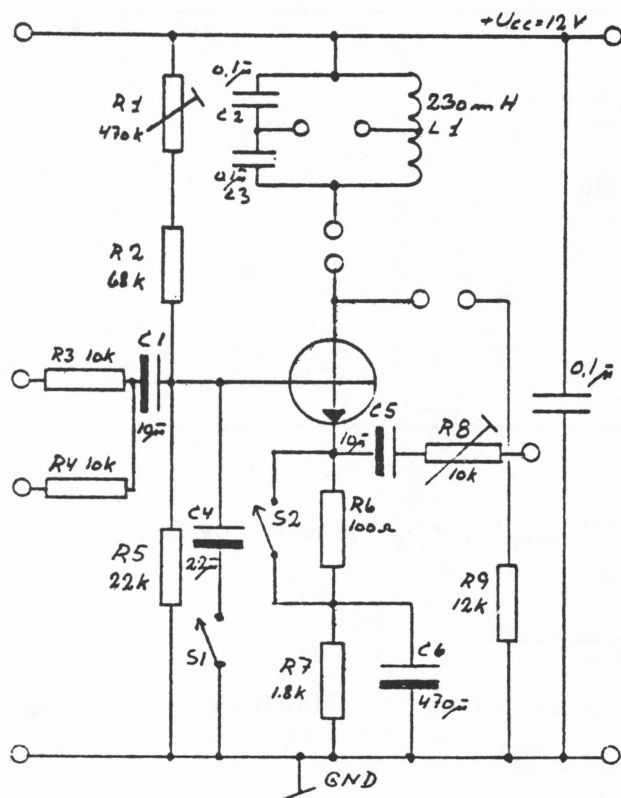 +Ucc=12V
0,1µ
R1
470k
C2
230mH
L1
0,1µ
C3
R2
68k
C1
R3 10k
10µ
0,1µ
C5
R8
10µ
10k
R4 10k
C4
S2
R6
100Ω
R5
22k
22µ
R9
12k
S1
C6
R7
1.8k
470µ
GND